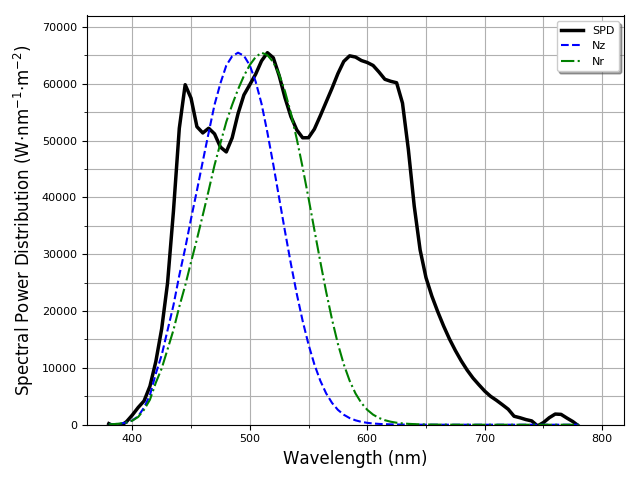 70000
60000
50000
40000
30000
20000
10000
0
400
500
600
700
800
Spectral Power Distribution (W·nm⁻¹·m⁻²)
Wavelength (nm)
SPD
Nz
Nr